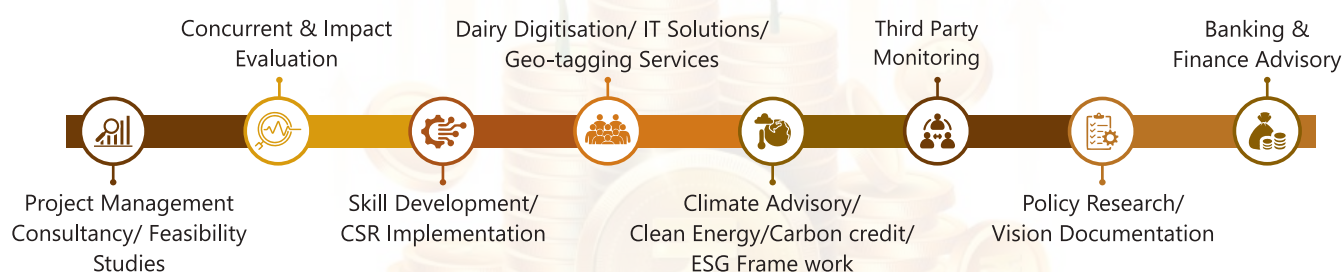 Project Management
Consultancy/ Feasibility
Studies
Concurrent & Impact
Evaluation
Skill Development/
CSR Implementation
Dairy Digitisation/ IT Solutions/
Geo-tagging Services
Climate Advisory/
Clean Energy/Carbon credit/
ESG Frame work
Third Party
Monitoring
Policy Research/
Vision Documentation
Banking &
Finance Advisory